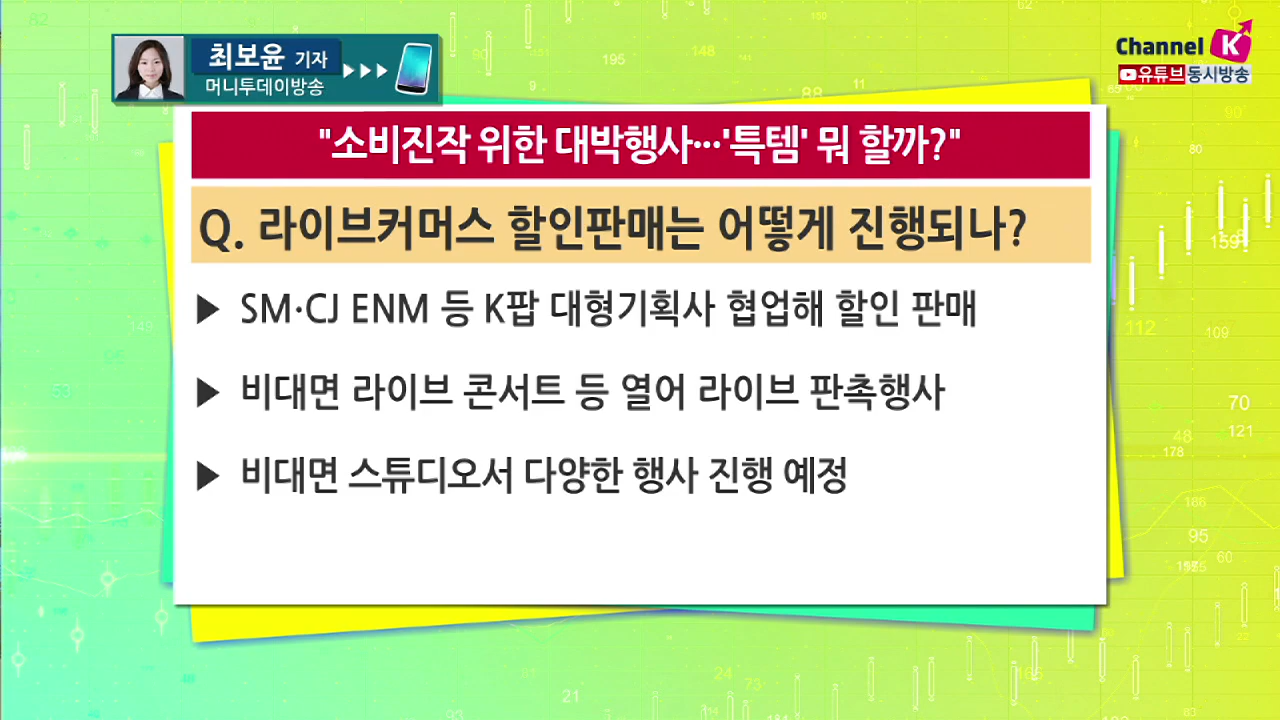 최보윤 기자
머니투데이방송
Channel K
유튜브동시방송
"소비진작 위한 대박행사…'특템' 뭐 할까?"
Q. 라이브커머스 할인판매는 어떻게 진행되나?
▶ SM·CJ ENM 등 K팝 대형기획사 협업해 할인 판매
▶ 비대면 라이브 콘서트 등 열어 라이브 판촉행사
▶ 비대면 스튜디오서 다양한 행사 진행 예정